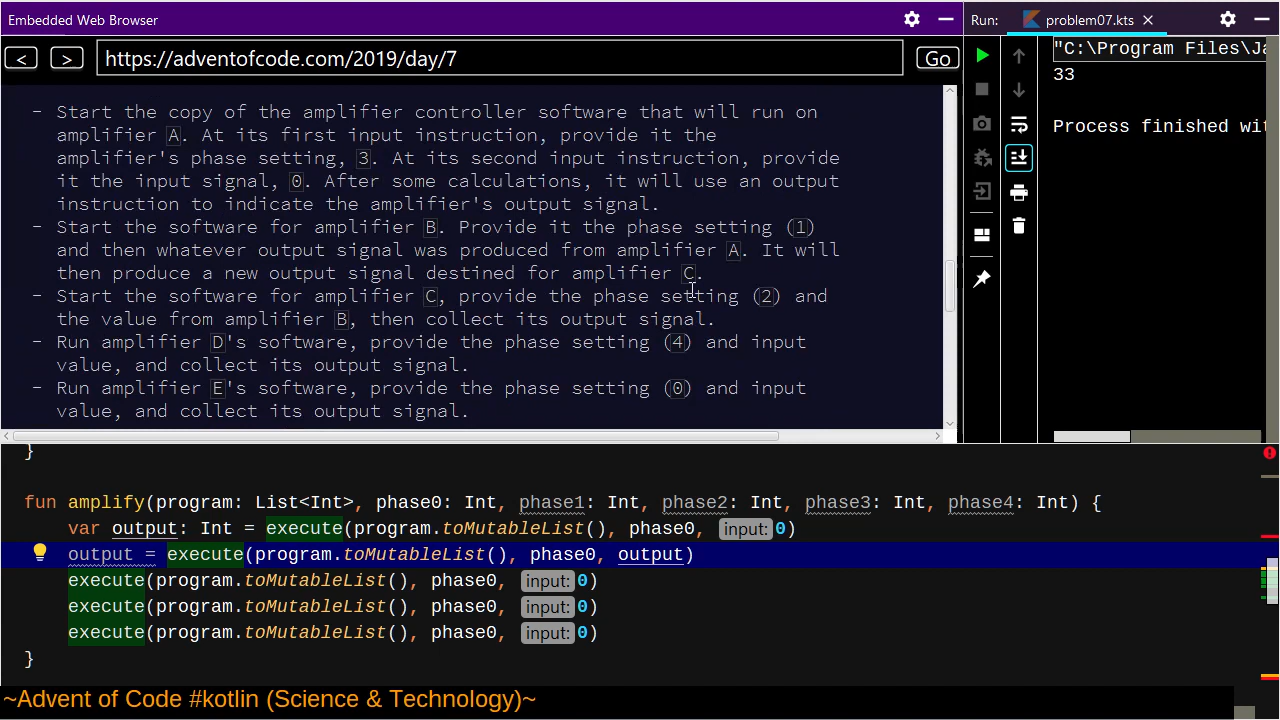 Embedded Web Browser
Run: problem07.kts
< > https://adventofcode.com/2019/day/7 Go
- Start the copy of the amplifier controller software that will run on
amplifier A. At its first input instruction, provide it the
amplifier's phase setting, 3. At its second input instruction, provide
it the input signal, 0. After some calculations, it will use an output
instruction to indicate the amplifier's output signal.
- Start the software for amplifier B. Provide it the phase setting (1)
and then whatever output signal was produced from amplifier A. It will
then produce a new output signal destined for amplifier C.
- Start the software for amplifier C, provide the phase setting (2) and
the value from amplifier B, then collect its output signal.
- Run amplifier D's software, provide the phase setting (4) and input
value, and collect its output signal.
- Run amplifier E's software, provide the phase setting (0) and input
value, and collect its output signal.
"C:\Program Files\Ja
33
Process finished wit
}
fun amplify(program: List<Int>, phase0: Int, phase1: Int, phase2: Int, phase3: Int, phase4: Int) {
var output: Int = execute(program.toMutableList(), phase0, input: 0)
output = execute(program.toMutableList(), phase0, output)
execute(program.toMutableList(), phase0, input: 0)
execute(program.toMutableList(), phase0, input: 0)
execute(program.toMutableList(), phase0, input: 0)
}
~Advent of Code #kotlin (Science & Technology)~